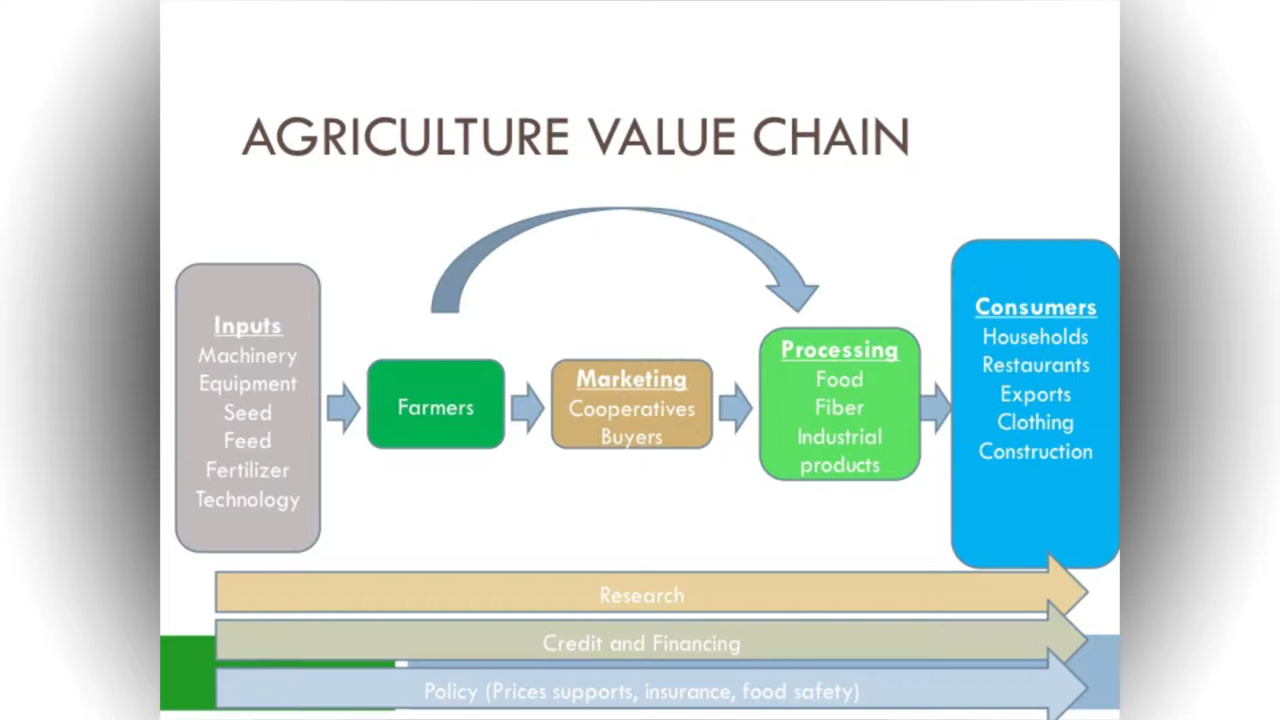 AGRICULTURE VALUE CHAIN
Inputs
Machinery
Equipment
Seed
Feed
Fertilizer
Technology
Farmers
Marketing
Cooperatives
Buyers
Processing
Food
Fiber
Industrial
products
Consumers
Households
Restaurants
Exports
Clothing
Construction
Research
Credit and Financing
Policy (Prices supports, insurance, food safety)